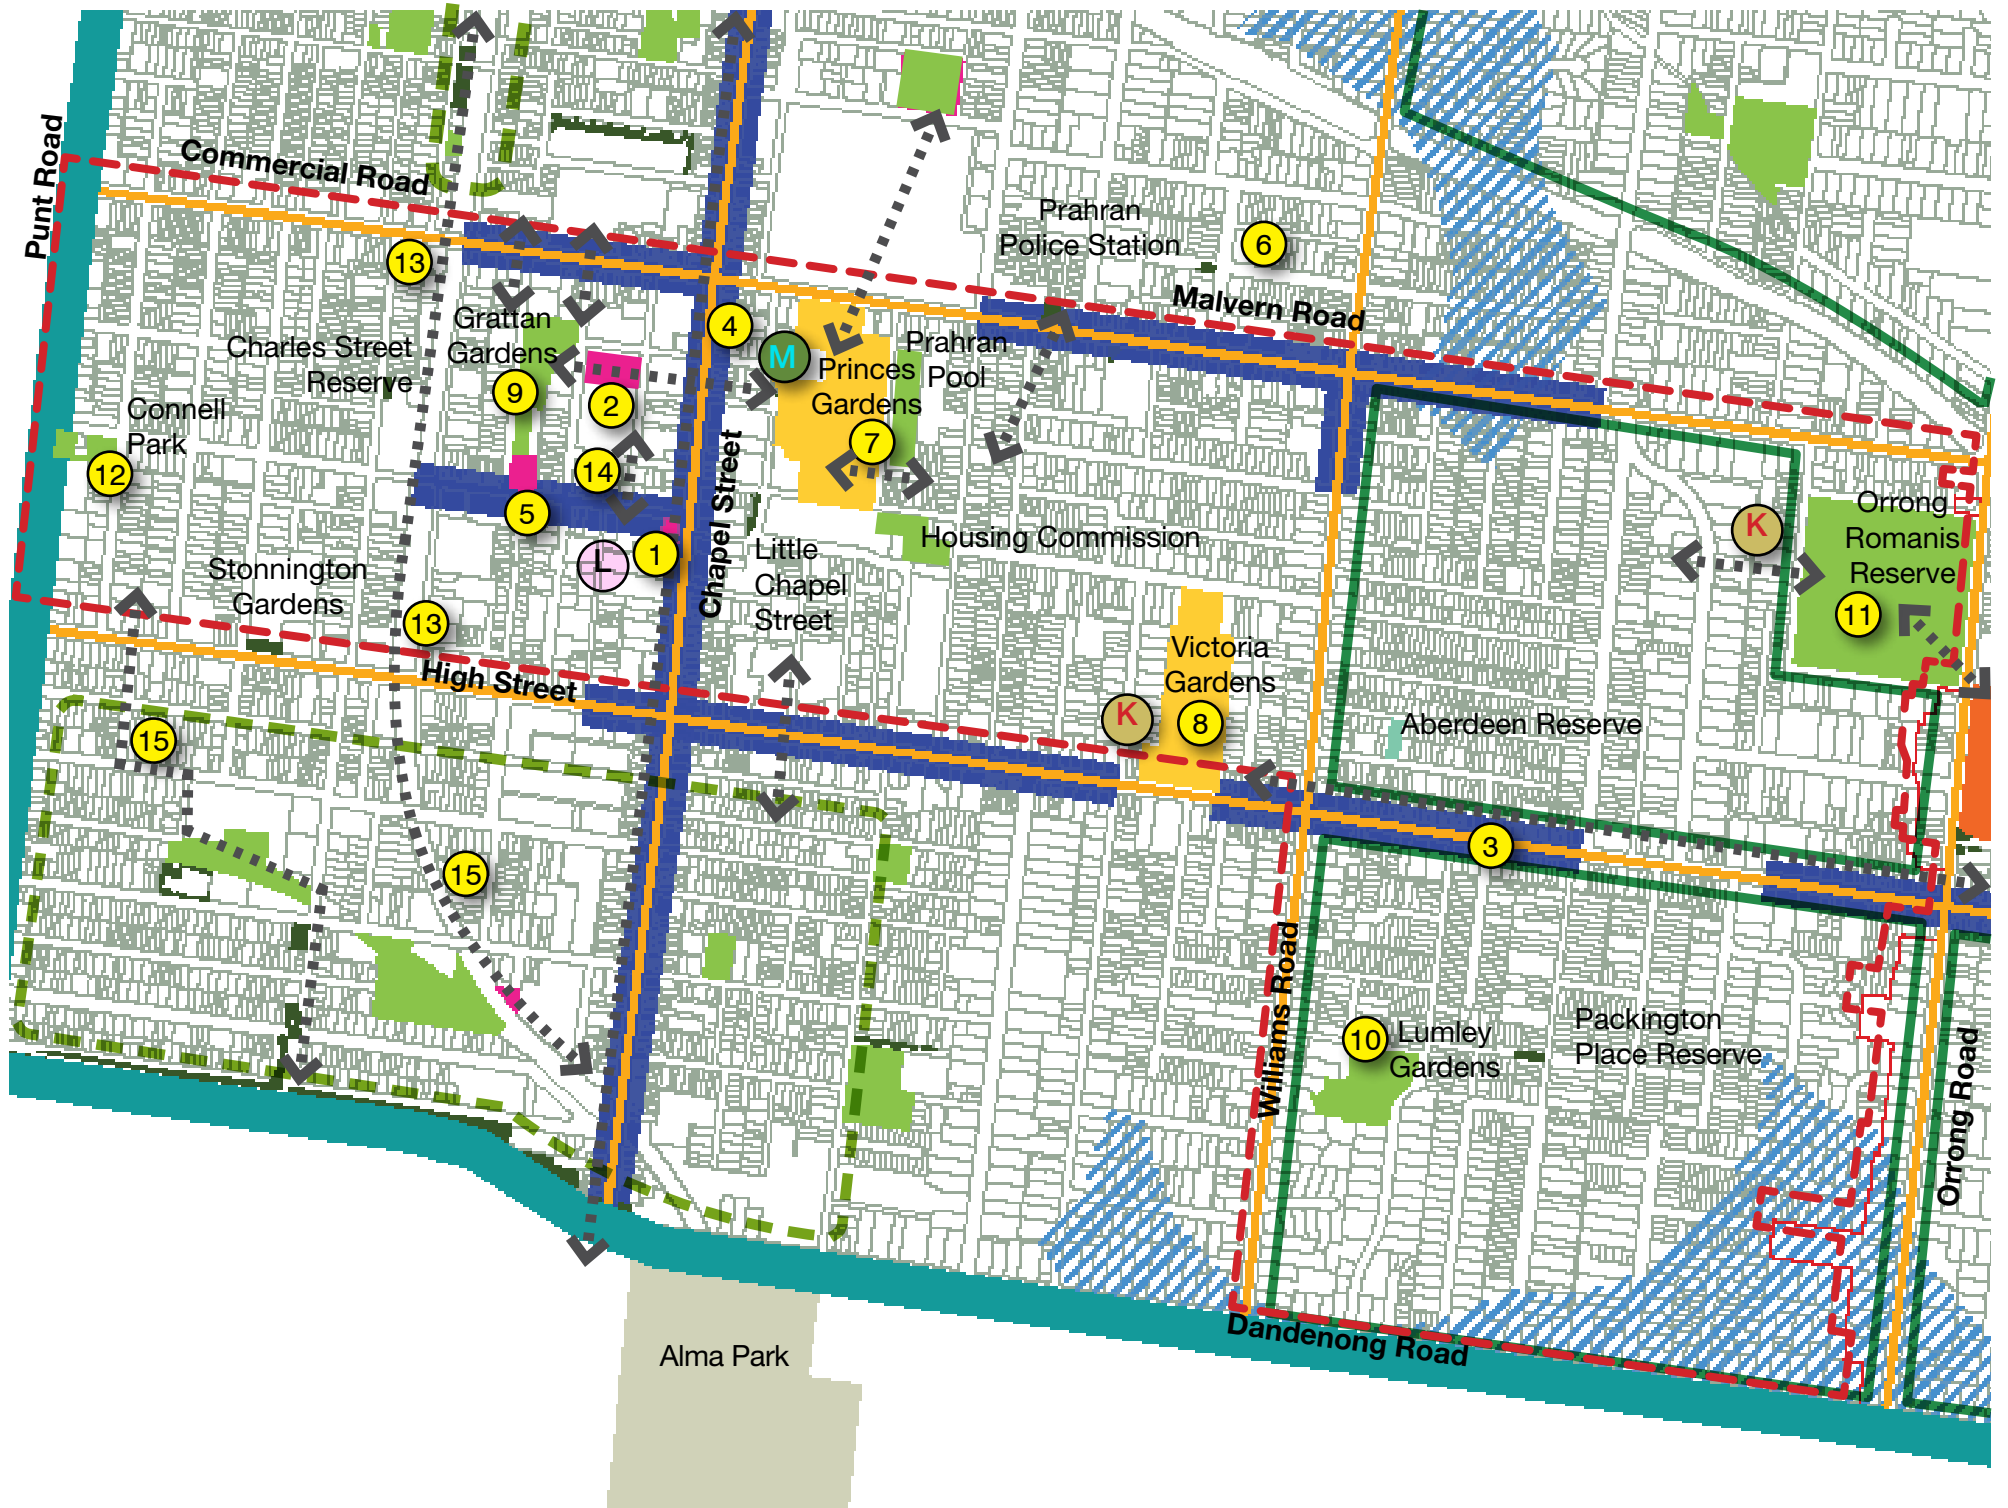 Punt Road
Commercial Road
Prahran
Police Station
6
13
Malvern Road
Grattan
Gardens
4
M
Charles Street
Reserve
Prahran
Pool
Princes
Gardens
9
2
Connell
Park
12
7
14
5
Chapel Street
Orrong
Romanis
Reserve
K
11
Housing Commission
1
L
Little
Chapel
Street
Stonnington
Gardens
13
High Street
Victoria
Gardens
K
8
Aberdeen Reserve
15
3
15
Williams Road
10
Lumley
Gardens
Packington
Place Reserve
Orrong Road
Dandenong Road
Alma Park